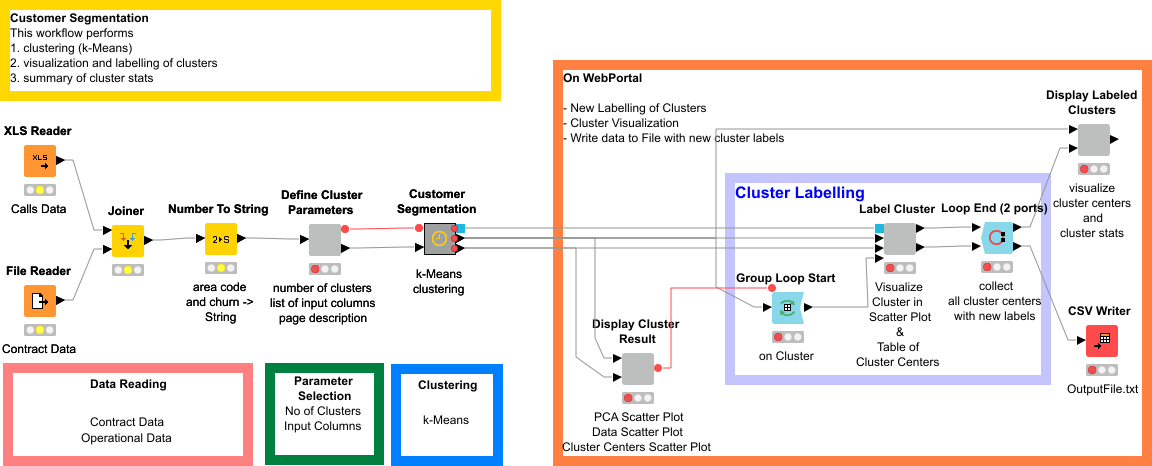 Customer Segmentation
This workflow performs
1. clustering (k-Means)
2. visualization and labelling of clusters
3. summary of cluster stats
XLS Reader
XLS
Calls Data
File Reader
Contract Data
Joiner
Number To String
2▸S
area code
and churn ->
String
Define Cluster
Parameters
number of clusters
list of input columns
page description
Customer
Segmentation
k-Means
clustering
Data Reading
Contract Data
Operational Data
Parameter
Selection
No of Clusters
Input Columns
Clustering
k-Means
On WebPortal
- New Labelling of Clusters
- Cluster Visualization
- Write data to File with new cluster labels
Display Cluster
Result
PCA Scatter Plot
Data Scatter Plot
Cluster Centers Scatter Plot
Cluster Labelling
Group Loop Start
on Cluster
Label Cluster
Visualize
Cluster in
Scatter Plot
&
Table of
Cluster Centers
Loop End (2 ports)
collect
all cluster centers
with new labels
Display Labeled
Clusters
visualize
cluster centers
and
cluster stats
CSV Writer
OutputFile.txt